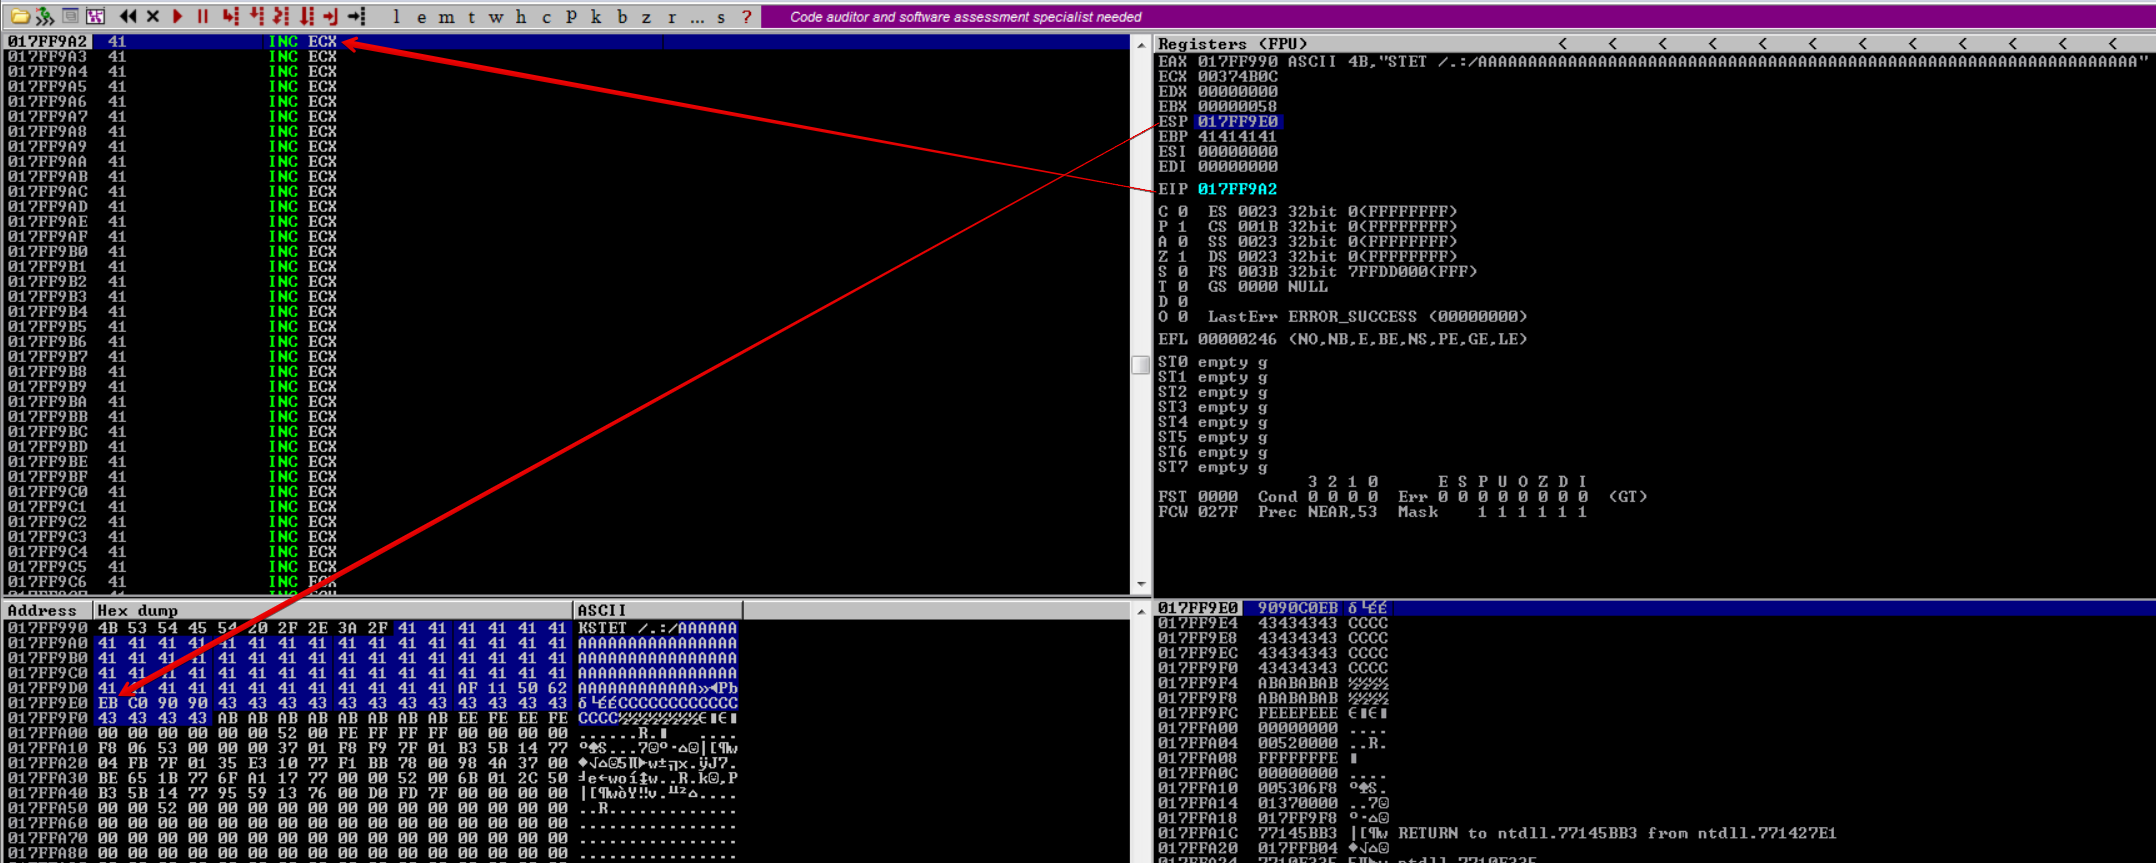 l e m t w h c p k b z r ... s ?
Code auditor and software assessment specialist needed
017FF9A2 41 INC ECX
017FF9A3 41 INC ECX
017FF9A4 41 INC ECX
017FF9A5 41 INC ECX
017FF9A6 41 INC ECX
017FF9A7 41 INC ECX
017FF9A8 41 INC ECX
017FF9A9 41 INC ECX
017FF9AA 41 INC ECX
017FF9AB 41 INC ECX
017FF9AC 41 INC ECX
017FF9AD 41 INC ECX
017FF9AE 41 INC ECX
017FF9AF 41 INC ECX
017FF9B0 41 INC ECX
017FF9B1 41 INC ECX
017FF9B2 41 INC ECX
017FF9B3 41 INC ECX
017FF9B4 41 INC ECX
017FF9B5 41 INC ECX
017FF9B6 41 INC ECX
017FF9B7 41 INC ECX
017FF9B8 41 INC ECX
017FF9B9 41 INC ECX
017FF9BA 41 INC ECX
017FF9BB 41 INC ECX
017FF9BC 41 INC ECX
017FF9BD 41 INC ECX
017FF9BE 41 INC ECX
017FF9BF 41 INC ECX
017FF9C0 41 INC ECX
017FF9C1 41 INC ECX
017FF9C2 41 INC ECX
017FF9C3 41 INC ECX
017FF9C4 41 INC ECX
017FF9C5 41 INC ECX
017FF9C6 41 INC ECX
Registers (FPU) < < < < < < < < < < < <
EAX 017FF990 ASCII 4B,"STET /.:/AAAAAAAAAAAAAAAAAAAAAAAAAAAAAAAAAAAAAAAAAAAAAAAAAAAAAAAAAAAAAAAAAA"
ECX 00374B0C
EDX 00000000
EBX 00000058
ESP 017FF9E0
EBP 41414141
ESI 00000000
EDI 00000000
EIP 017FF9A2
C 0 ES 0023 32bit 0(FFFFFFFF)
P 1 CS 001B 32bit 0(FFFFFFFF)
A 0 SS 0023 32bit 0(FFFFFFFF)
Z 1 DS 0023 32bit 0(FFFFFFFF)
S 0 FS 003B 32bit 7FFDD000(FFF)
T 0 GS 0000 NULL
D 0
O 0 LastErr ERROR_SUCCESS (00000000)
EFL 00000246 (NO,NB,E,BE,NS,PE,GE,LE)
ST0 empty g
ST1 empty g
ST2 empty g
ST3 empty g
ST4 empty g
ST5 empty g
ST6 empty g
ST7 empty g
3 2 1 0 E S P U O Z D I
FST 0000 Cond 0 0 0 0 Err 0 0 0 0 0 0 0 0 (GT)
FCW 027F Prec NEAR,53 Mask 1 1 1 1 1 1
Address Hex dump ASCII
017FF990 4B 53 54 45 54 20 2F 2E 3A 2F 41 41 41 41 41 41 KSTET /.:/AAAAAA
017FF9A0 41 41 41 41 41 41 41 41 41 41 41 41 41 41 41 41 AAAAAAAAAAAAAAAA
017FF9B0 41 41 41 41 41 41 41 41 41 41 41 41 41 41 41 41 AAAAAAAAAAAAAAAA
017FF9C0 41 41 41 41 41 41 41 41 41 41 41 41 41 41 41 41 AAAAAAAAAAAAAAAA
017FF9D0 41 41 41 41 41 41 41 41 41 41 41 41 AF 11 50 62 AAAAAAAAAAAA»◄Pb
017FF9E0 EB C0 90 90 43 43 43 43 43 43 43 43 43 43 43 43 δ└ÉÉCCCCCCCCCCCC
017FF9F0 43 43 43 43 AB AB AB AB AB AB AB AB EE FE EE FE CCCC½½½½½½½½
017FFA00 00 00 00 00 00 00 52 00 FE FF FF FF 00 00 00 00 ......R.
017FFA10 F8 06 53 00 00 00 37 01 F8 F9 7F 01 B3 5B 14 77
017FFA20 04 FB 7F 01 35 E3 10 77 F1 BB 78 00 98 4A 37 00
017FFA30 BE 65 1B 77 6F A1 17 77 00 00 52 00 6B 01 2C 50
017FFA40 B3 5B 14 77 95 59 13 76 00 D0 FD 7F 00 00 00 00
017FFA50 00 00 52 00 00 00 00 00 00 00 00 00 00 00 00 00 ..R.............
017FFA60 00 00 00 00 00 00 00 00 00 00 00 00 00 00 00 00 ................
017FFA70 00 00 00 00 00 00 00 00 00 00 00 00 00 00 00 00 ................
017FFA80 00 00 00 00 00 00 00 00 00 00 00 00 00 00 00 00 ................
017FF9E0 9090C0EB δ└ÉÉ
017FF9E4 43434343 CCCC
017FF9E8 43434343 CCCC
017FF9EC 43434343 CCCC
017FF9F0 43434343 CCCC
017FF9F4 ABABABAB ½½½½
017FF9F8 ABABABAB ½½½½
017FF9FC FEEEFEEE
017FFA00 00000000 ....
017FFA04 00520000 ..R.
017FFA08 FFFFFFFE
017FFA0C 00000000 ....
017FFA10 005306F8
017FFA14 01370000
017FFA18 017FF9F8
017FFA1C 77145BB3 RETURN to ntdll.77145BB3 from ntdll.771427E1
017FFA20 017FFB04
017FFA24 7710E335 ntdll.7710E335